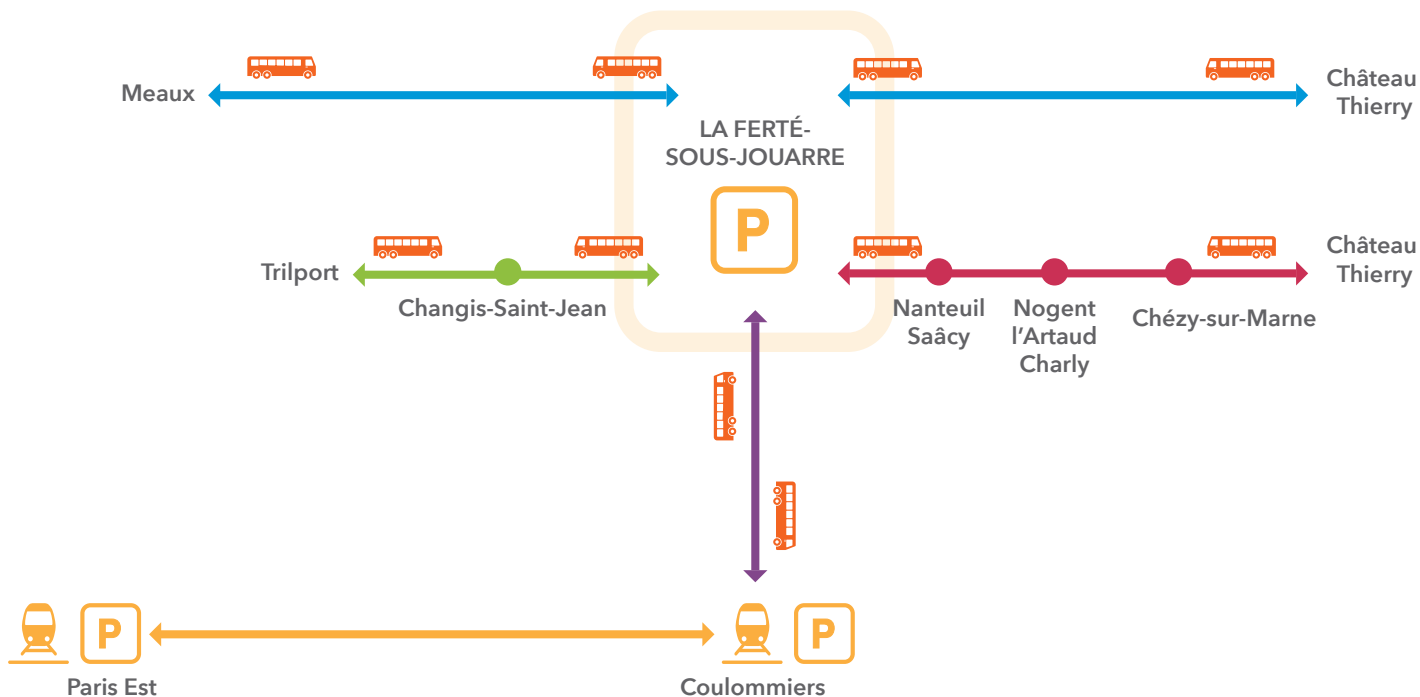 Meaux
Château
Thierry
LA FERTÉ-
SOUS-JOUARRE
P
Trilport
Changis-Saint-Jean
Nanteuil
Saâcy
Nogent
l'Artaud
Charly
Chézy-sur-Marne
Château
Thierry
P
Paris Est
P
Coulommiers